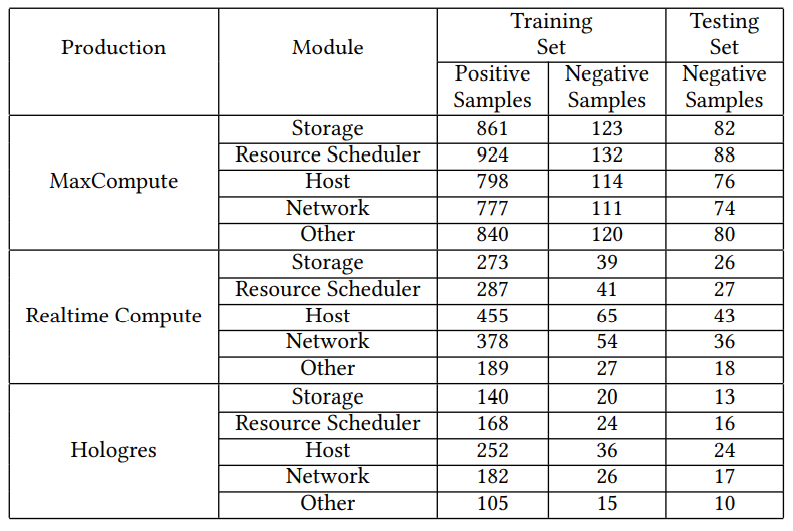 Production Module Training Set Testing Set
Positive Samples Negative Samples Negative Samples
MaxCompute
Storage 861 123 82
Resource Scheduler 924 132 88
Host 798 114 76
Network 777 111 74
Other 840 120 80
Realtime Compute
Storage 273 39 26
Resource Scheduler 287 41 27
Host 455 65 43
Network 378 54 36
Other 189 27 18
Hologres
Storage 140 20 13
Resource Scheduler 168 24 16
Host 252 36 24
Network 182 26 17
Other 105 15 10